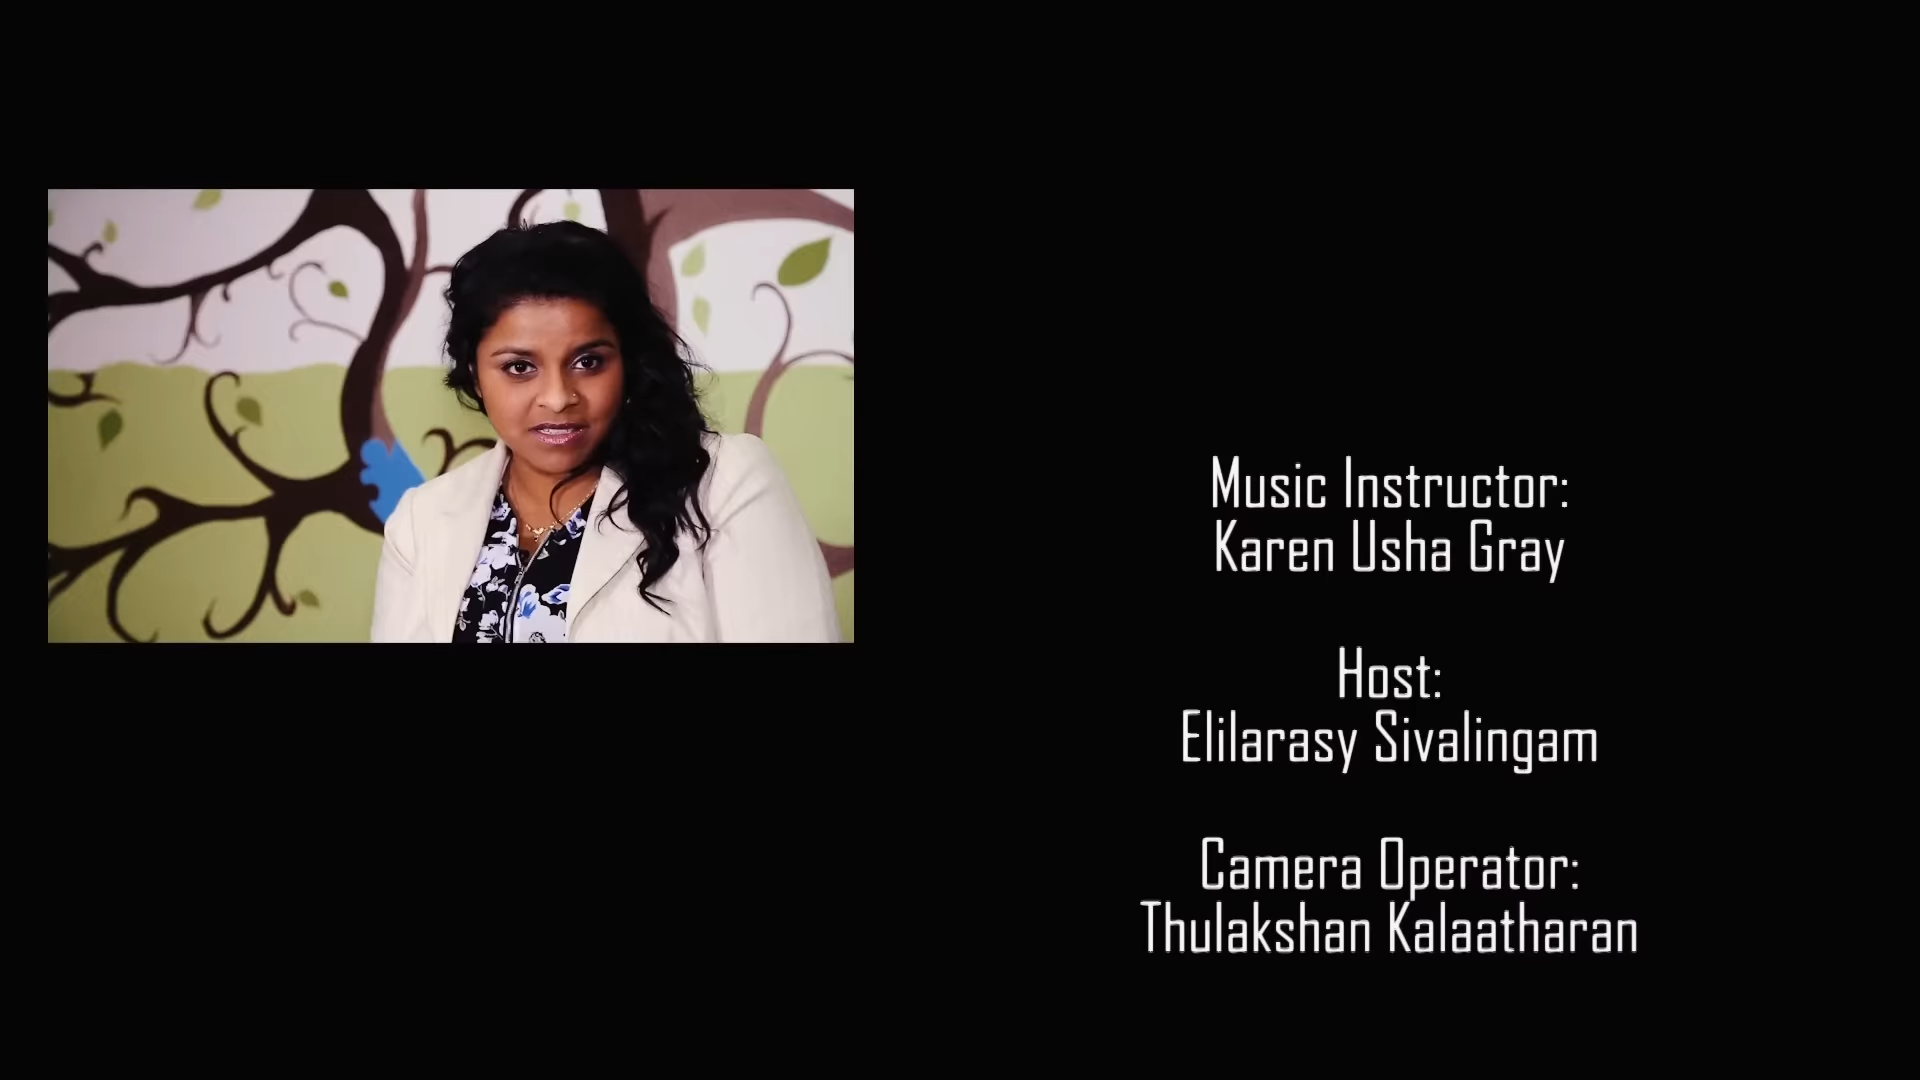 Music Instructor:
Karen Usha Gray
Host:
Elilarasy Sivalingam
Camera Operator:
Thulakshan Kalaatharan